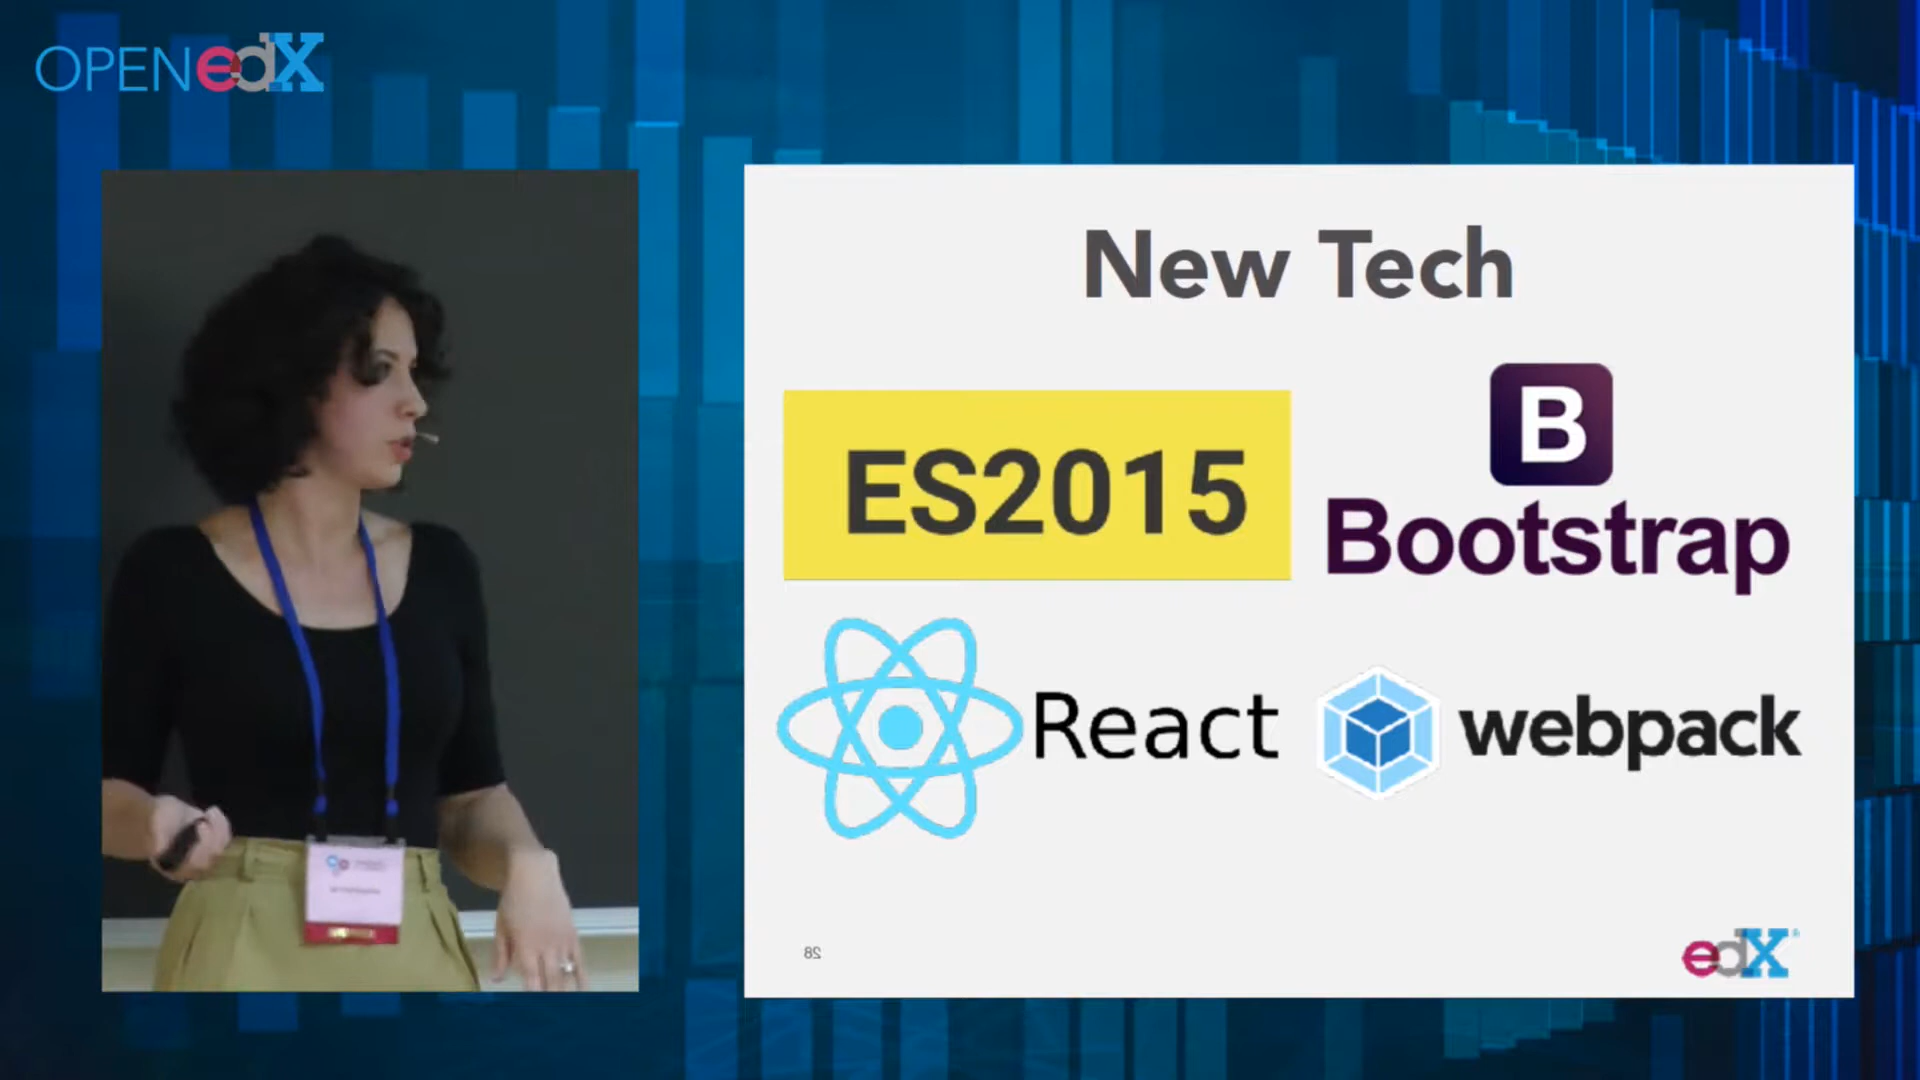 OPENedX
New Tech
ES2015
B
Bootstrap
React
webpack
28
edX